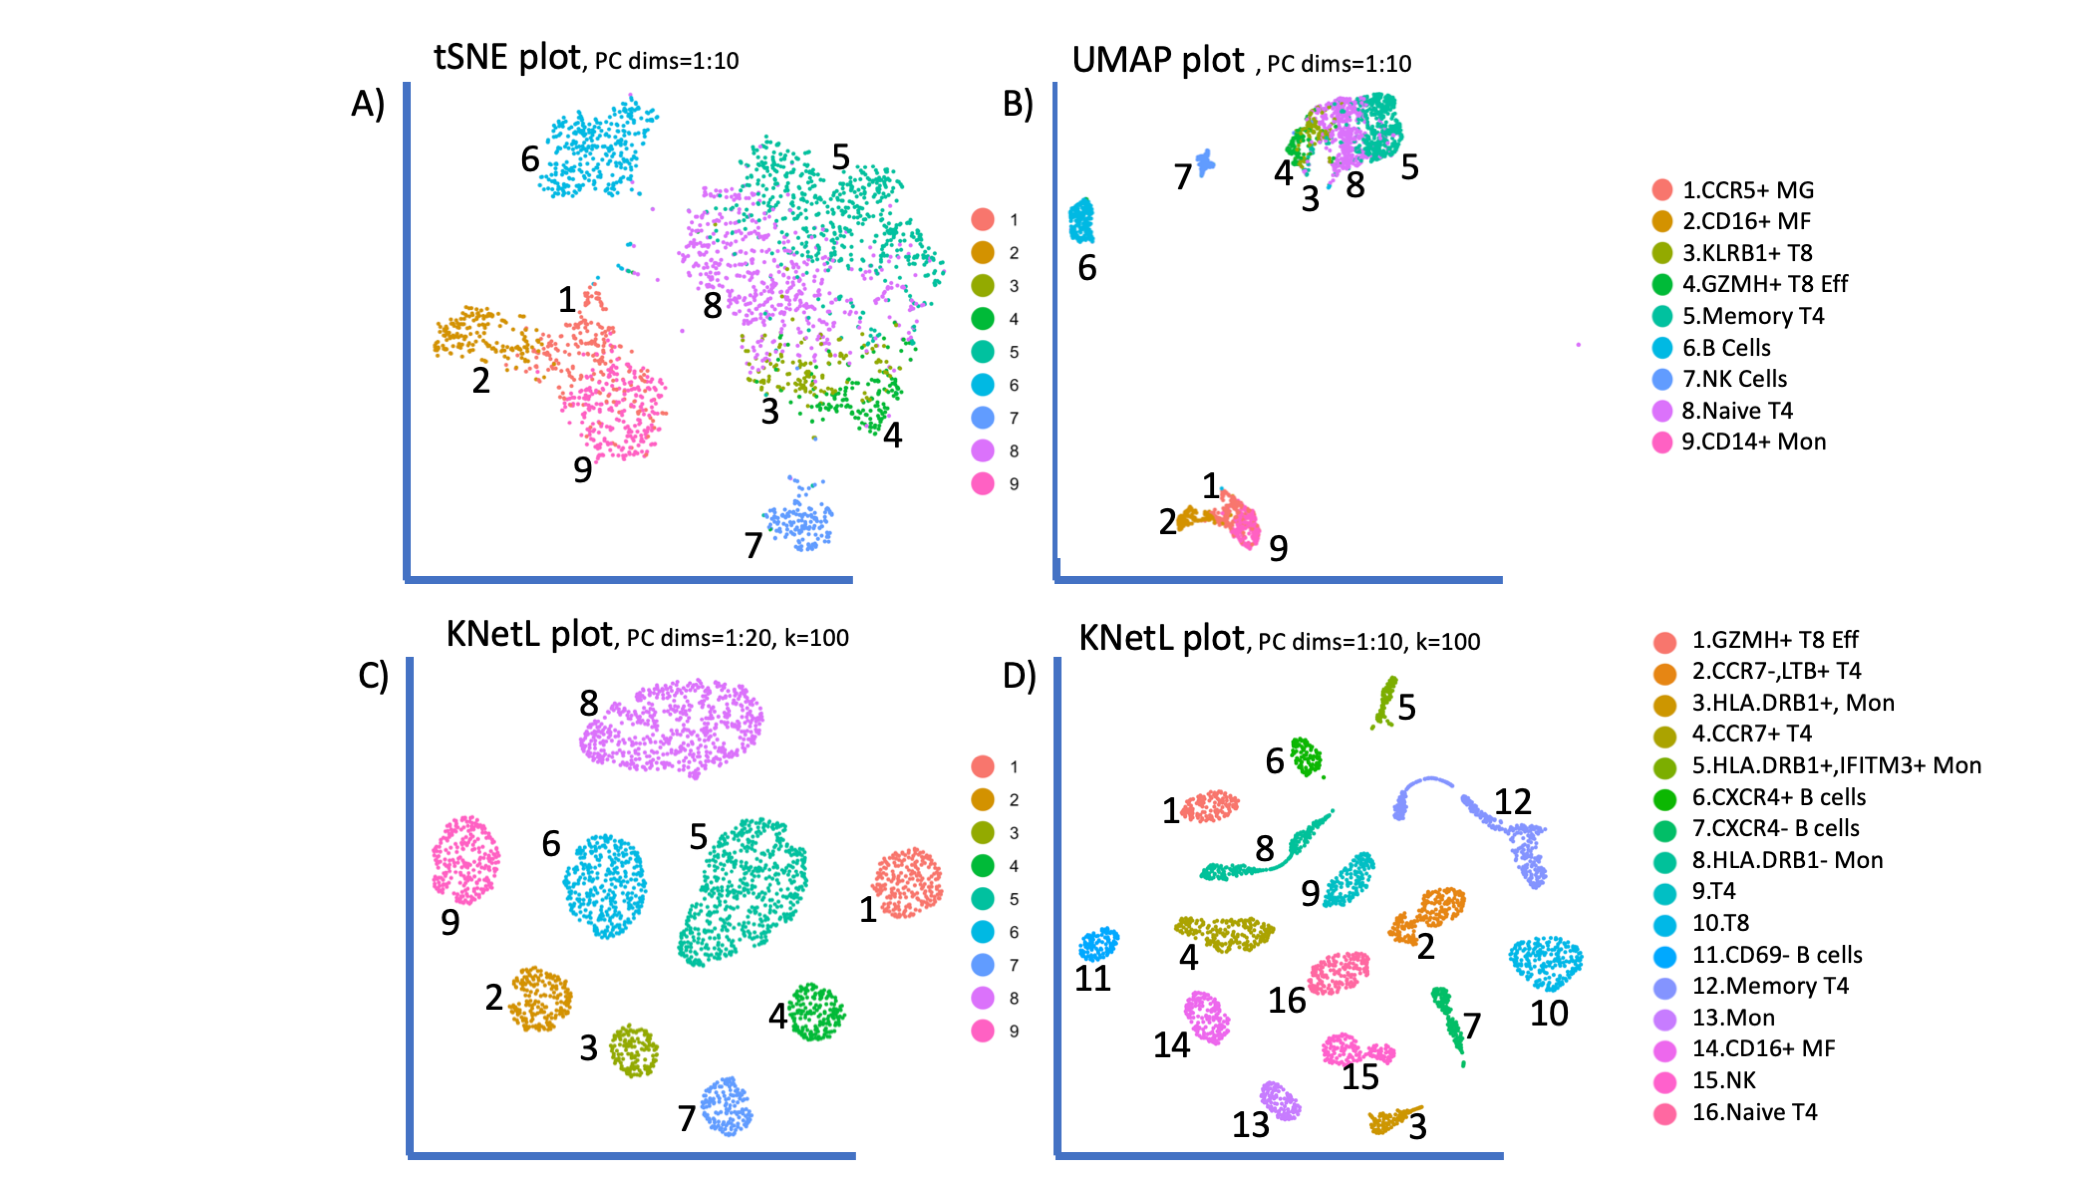 tSNE plot, PC dims=1:10
A)
6
5
1
8
2
3
4
9
7
1
2
3
4
5
6
7
8
9
UMAP plot , PC dims=1:10
B)
7
4
3
8
5
6
1
2
9
1.CCR5+ MG
2.CD16+ MF
3.KLRB1+ T8
4.GZMH+ T8 Eff
5.Memory T4
6.B Cells
7.NK Cells
8.Naive T4
9.CD14+ Mon
KNetL plot, PC dims=1:20, k=100
C)
8
6
5
9
1
2
4
3
7
1
2
3
4
5
6
7
8
9
KNetL plot, PC dims=1:10, k=100
D)
5
6
1
12
8
9
4
2
11
16
10
14
7
15
13
3
1.GZMH+ T8 Eff
2.CCR7-,LTB+ T4
3.HLA.DRB1+, Mon
4.CCR7+ T4
5.HLA.DRB1+,IFITM3+ Mon
6.CXCR4+ B cells
7.CXCR4- B cells
8.HLA.DRB1- Mon
9.T4
10.T8
11.CD69- B cells
12.Memory T4
13.Mon
14.CD16+ MF
15.NK
16.Naive T4